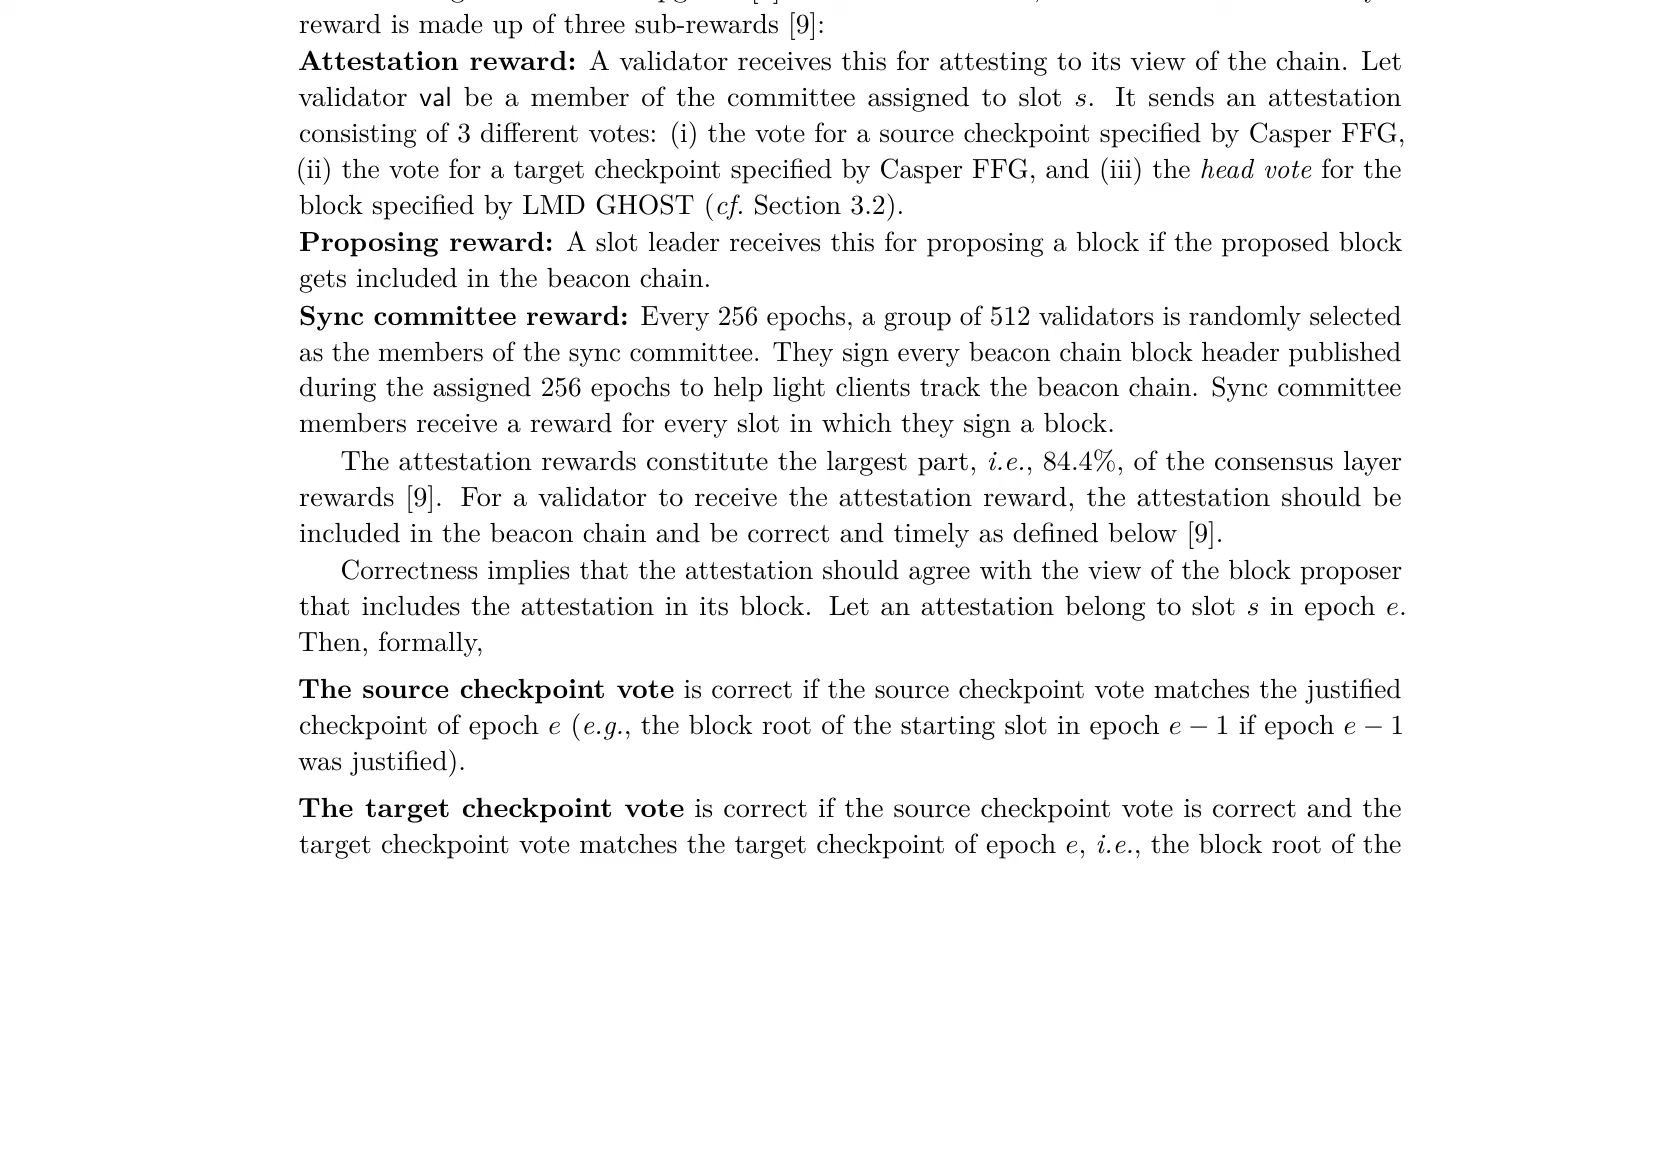 reward is made up of three sub-rewards [9]:
Attestation reward: A validator receives this for attesting to its view of the chain. Let
validator val be a member of the committee assigned to slot s. It sends an attestation
consisting of 3 different votes: (i) the vote for a source checkpoint specified by Casper FFG,
(ii) the vote for a target checkpoint specified by Casper FFG, and (iii) the head vote for the
block specified by LMD GHOST (cf. Section 3.2).
Proposing reward: A slot leader receives this for proposing a block if the proposed block
gets included in the beacon chain.
Sync committee reward: Every 256 epochs, a group of 512 validators is randomly selected
as the members of the sync committee. They sign every beacon chain block header published
during the assigned 256 epochs to help light clients track the beacon chain. Sync committee
members receive a reward for every slot in which they sign a block.
The attestation rewards constitute the largest part, i.e., 84.4%, of the consensus layer
rewards [9]. For a validator to receive the attestation reward, the attestation should be
included in the beacon chain and be correct and timely as defined below [9].
Correctness implies that the attestation should agree with the view of the block proposer
that includes the attestation in its block. Let an attestation belong to slot s in epoch e.
Then, formally,
The source checkpoint vote is correct if the source checkpoint vote matches the justified
checkpoint of epoch e (e.g., the block root of the starting slot in epoch e − 1 if epoch e − 1
was justified).
The target checkpoint vote is correct if the source checkpoint vote is correct and the
target checkpoint vote matches the target checkpoint of epoch e, i.e., the block root of the